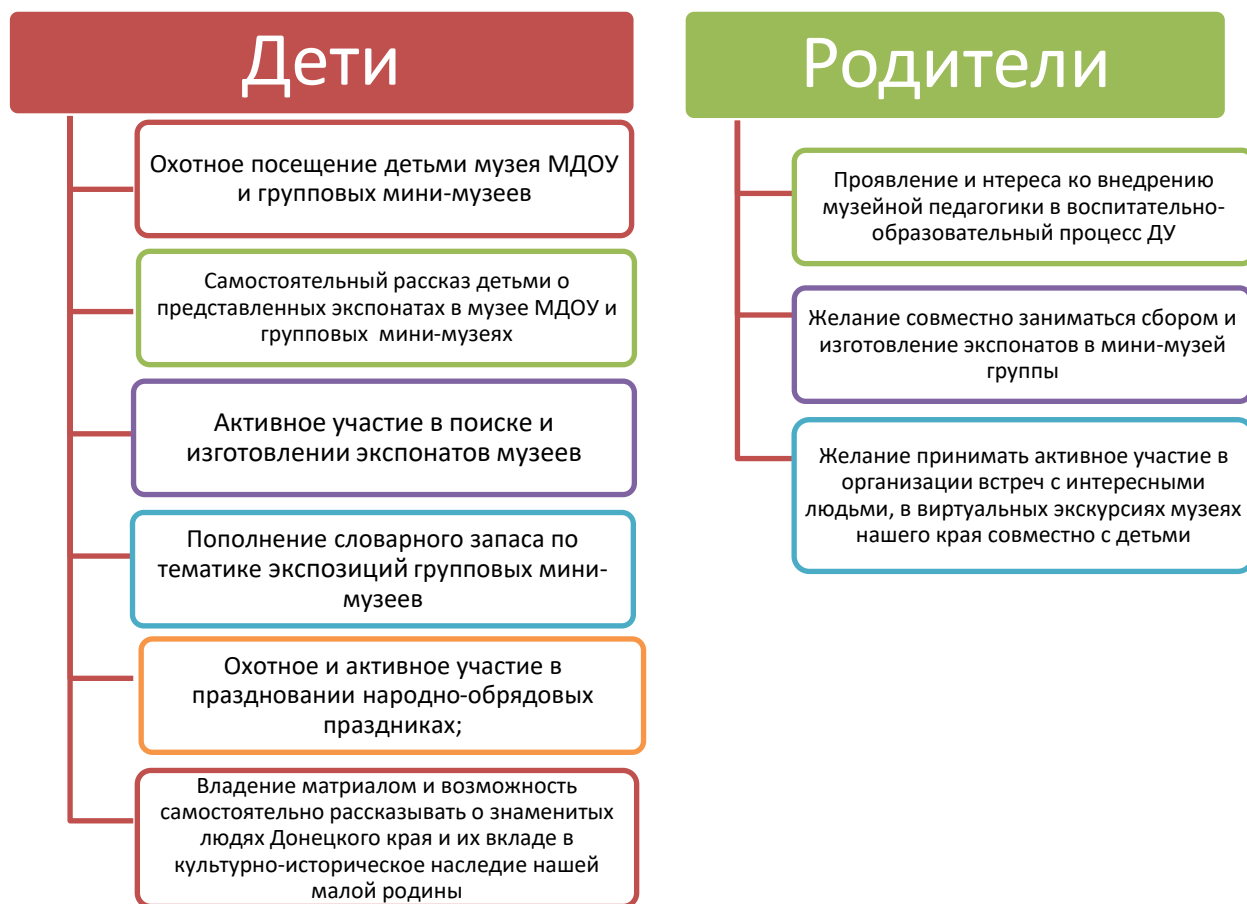 Дети
Охотное посещение детьми музея МДОУ
и групповых мини-музеев
Самостоятельный рассказ детьми о
представленных экспонатах в музее МДОУ и
групповых мини-музеях
Активное участие в поиске и
изготовлении экспонатов музеев
Пополнение словарного запаса по
тематике экспозиций групповых мини-
музеев
Охотное и активное участие в
праздновании народно-обрядовых
праздниках;
Владение матриалом и возможность
самостоятельно рассказывать о знаменитых
людях Донецкого края и их вкладе в
культурно-историческое наследие нашей
малой родины
Родители
Проявление и нтереса ко внедрению
музейной педагогики в воспитательно-
образовательный процесс ДУ
Желание совместно заниматься сбором и
изготовление экспонатов в мини-музей
группы
Желание принимать активное участие в
организации встреч с интересными
людьми, в виртуальных экскурсиях музеях
нашего края совместно с детьми